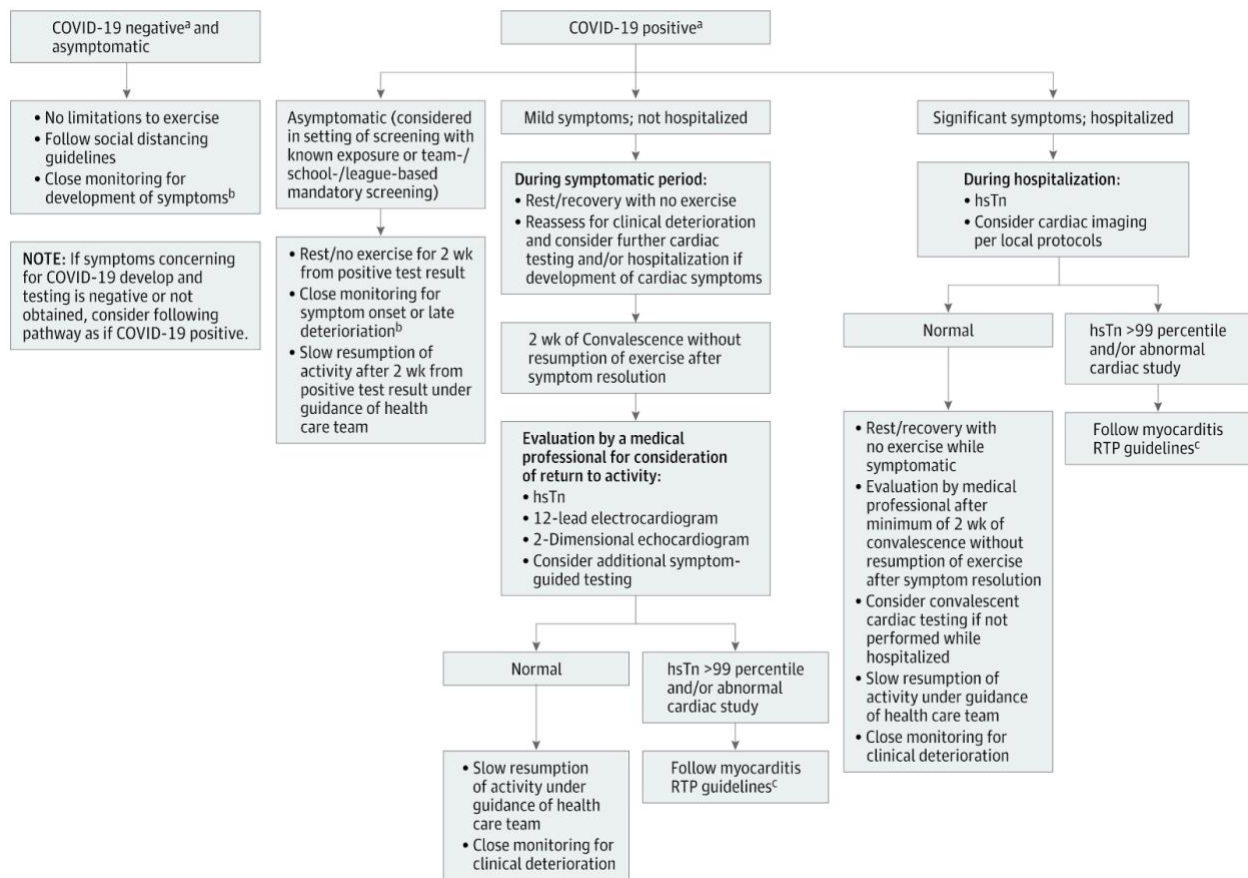 COVID-19 negativeᵃ and
asymptomatic
• No limitations to exercise
• Follow social distancing
guidelines
• Close monitoring for
development of symptomsᵇ
NOTE: If symptoms concerning
for COVID-19 develop and
testing is negative or not
obtained, consider following
pathway as if COVID-19 positive.
COVID-19 positiveᵃ
Asymptomatic (considered
in setting of screening with
known exposure or team-/
school-/league-based
mandatory screening)
• Rest/no exercise for 2 wk
from positive test result
• Close monitoring for
symptom onset or late
deterioriationᵇ
• Slow resumption of
activity after 2 wk from
positive test result under
guidance of health
care team
Mild symptoms; not hospitalized
During symptomatic period:
• Rest/recovery with no exercise
• Reassess for clinical deterioration
and consider further cardiac
testing and/or hospitalization if
development of cardiac symptoms
2 wk of Convalescence without
resumption of exercise after
symptom resolution
Evaluation by a medical
professional for consideration
of return to activity:
• hsTn
• 12-lead electrocardiogram
• 2-Dimensional echocardiogram
• Consider additional symptom-
guided testing
Normal
• Slow resumption
of activity under
guidance of health
care team
• Close monitoring for
clinical deterioration
hsTn >99 percentile
and/or abnormal
cardiac study
Follow myocarditis
RTP guidelinesᶜ
Significant symptoms; hospitalized
During hospitalization:
• hsTn
• Consider cardiac imaging
per local protocols
Normal
• Rest/recovery with
no exercise while
symptomatic
• Evaluation by medical
professional after
minimum of 2 wk of
convalescence without
resumption of exercise
after symptom resolution
• Consider convalescent
cardiac testing if not
performed while
hospitalized
• Slow resumption of
activity under guidance
of health care team
• Close monitoring for
clinical deterioration
hsTn >99 percentile
and/or abnormal
cardiac study
Follow myocarditis
RTP guidelinesᶜ